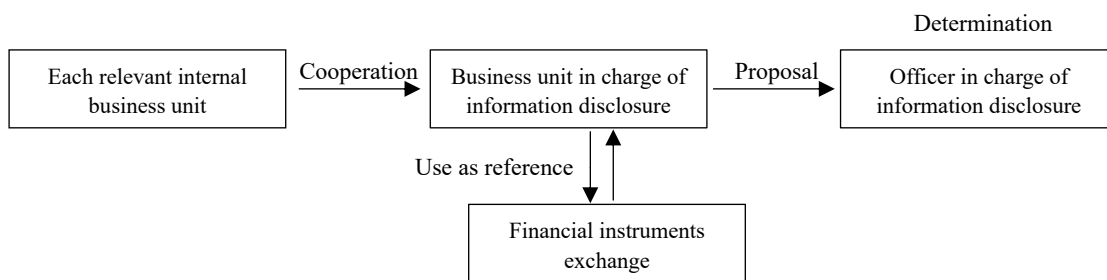 Determination
Each relevant internal
business unit
Cooperation
Business unit in charge of
information disclosure
Proposal
Officer in charge of
information disclosure
Use as reference
Financial instruments
exchange